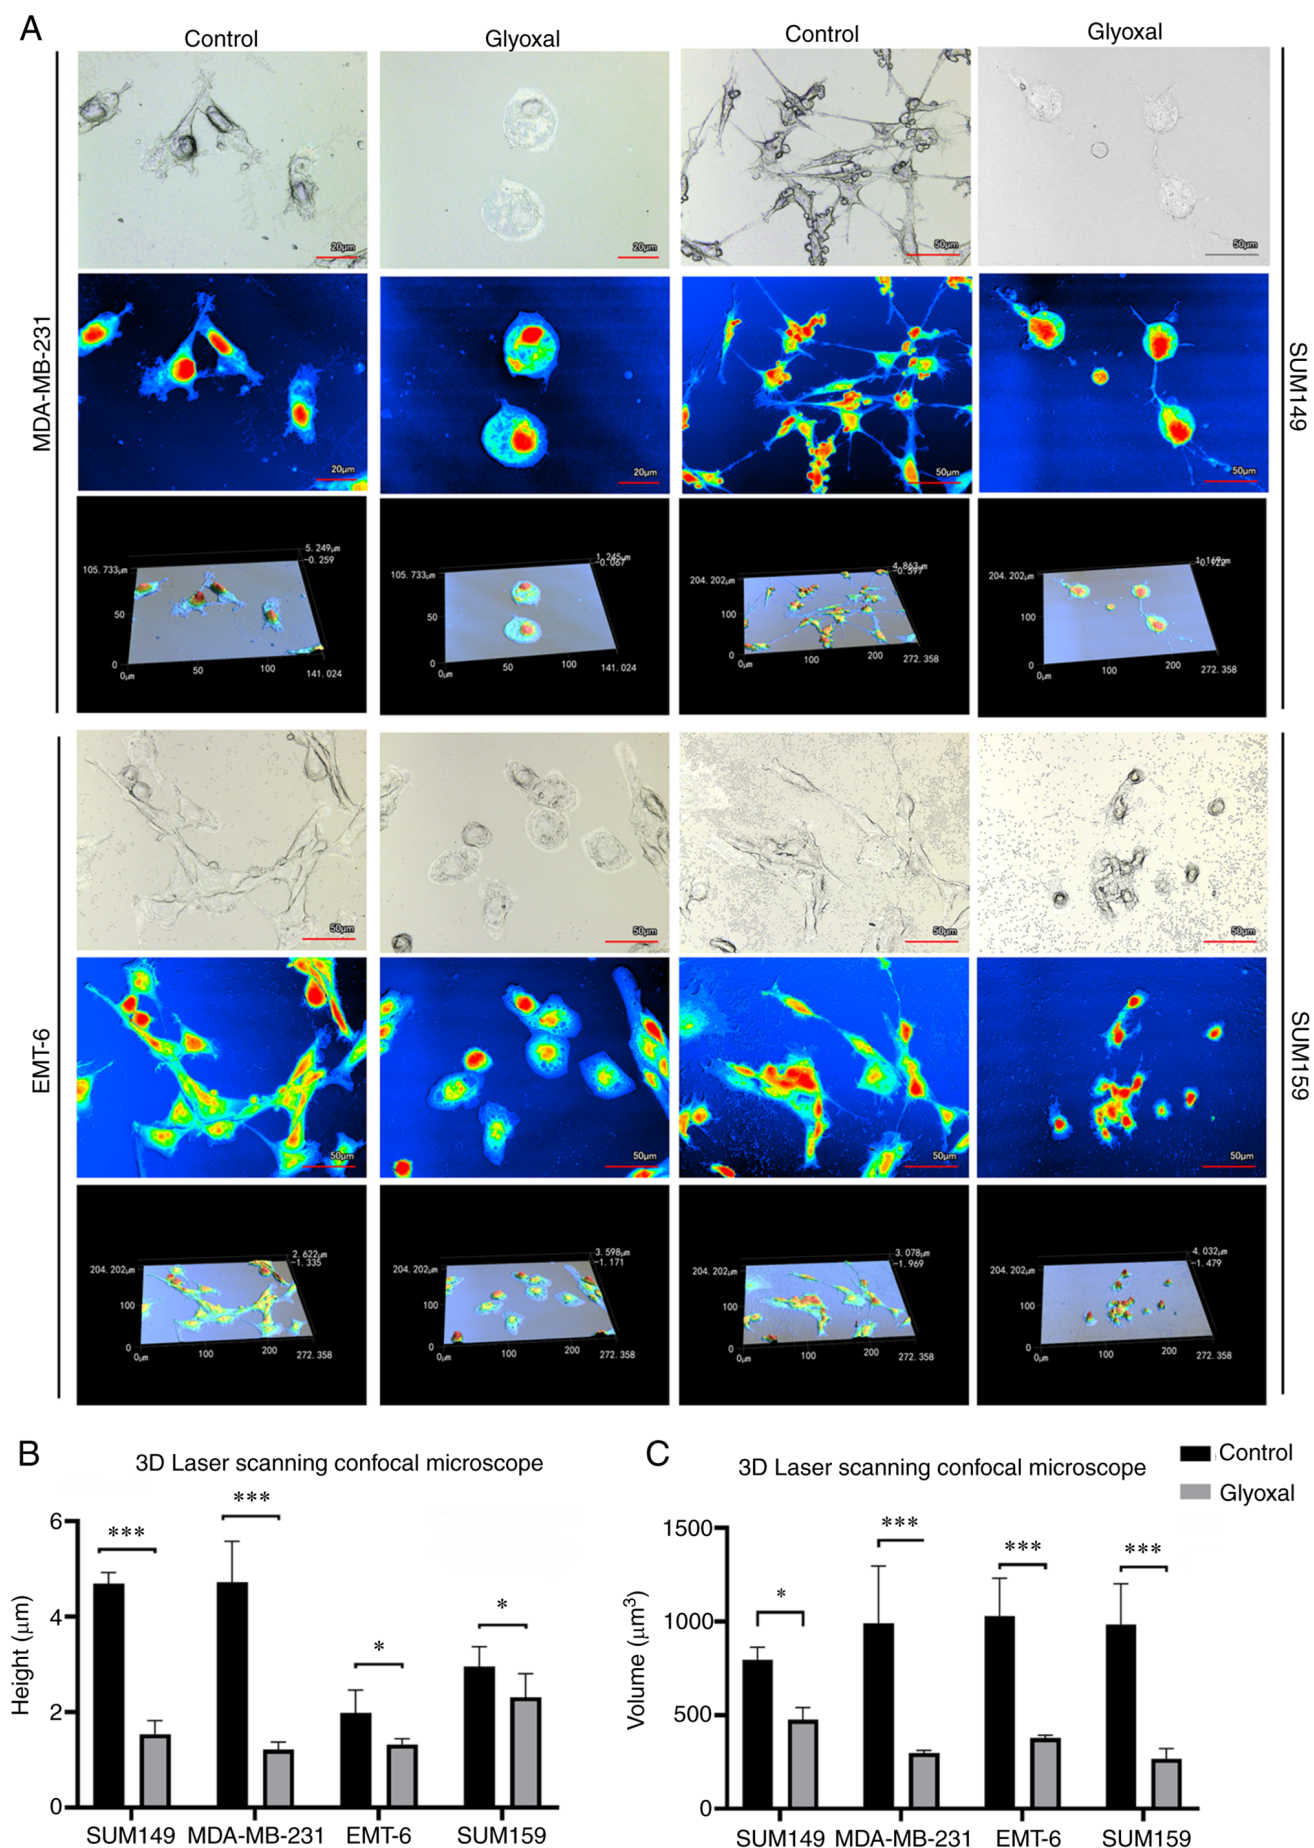 A
Control
Glyoxal
Control
Glyoxal
MDA-MB-231
SUM149
20μm
20μm
50μm
50μm
20μm
20μm
50μm
50μm
5.249μm
-0.259
105.733μm
50
0
0μm
50
100
141.024
1.245μm
-0.067
105.733μm
50
0
0μm
50
100
141.024
4.863μm
-0.597
204.202μm
100
0
0μm
100
200
272.358
204.202μm
100
0
0μm
100
200
272.358
EMT-6
SUM159
50μm
50μm
50μm
50μm
50μm
50μm
50μm
50μm
2.622μm
-1.335
204.202μm
100
0
0μm
100
200
272.358
3.598μm
-1.171
204.202μm
100
0
0μm
100
200
272.358
3.078μm
-1.969
204.202μm
100
0
0μm
100
200
272.358
4.032μm
-1.479
204.202μm
100
0
0μm
100
200
272.358
B
3D Laser scanning confocal microscope
Height (μm)
6
4
2
0
***
***
*
*
SUM149 MDA-MB-231 EMT-6 SUM159
C
3D Laser scanning confocal microscope
Control
Glyoxal
Volume (μm³)
1500
1000
500
0
*
***
***
***
SUM149 MDA-MB-231 EMT-6 SUM159